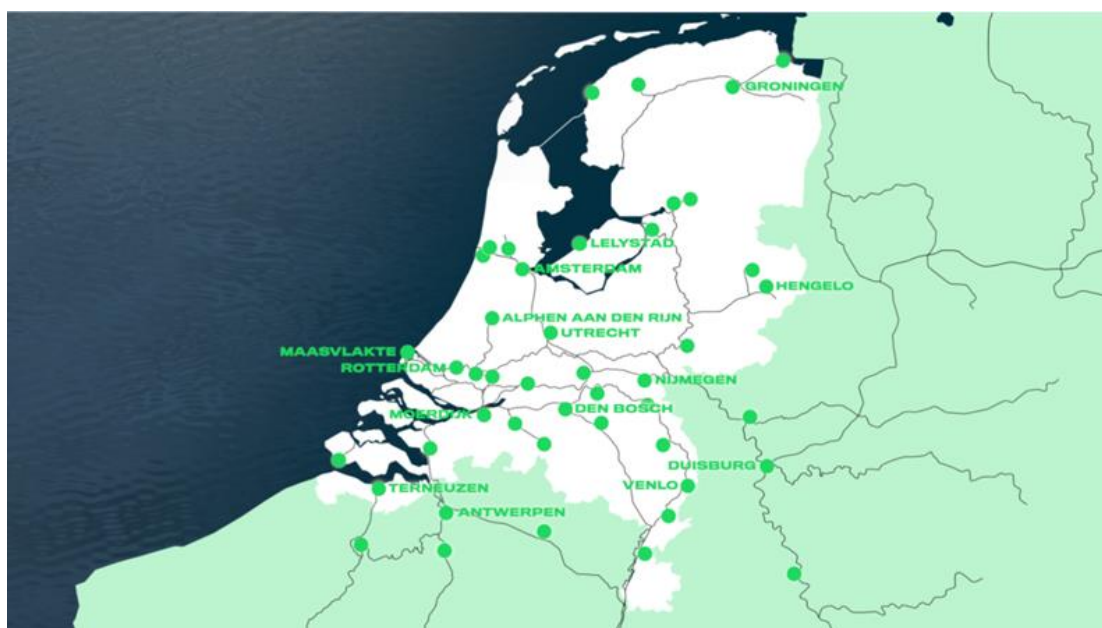 GRONINGEN
LELYSTAD
AMSTERDAM
HENGELO
ALPHEN AAN DEN RIJN
UTRECHT
MAASVLAKTE
ROTTERDAM
NIJMEGEN
MOERDIJK
DEN BOSCH
DUISBURG
VENLO
TERNEUZEN
ANTWERPEN